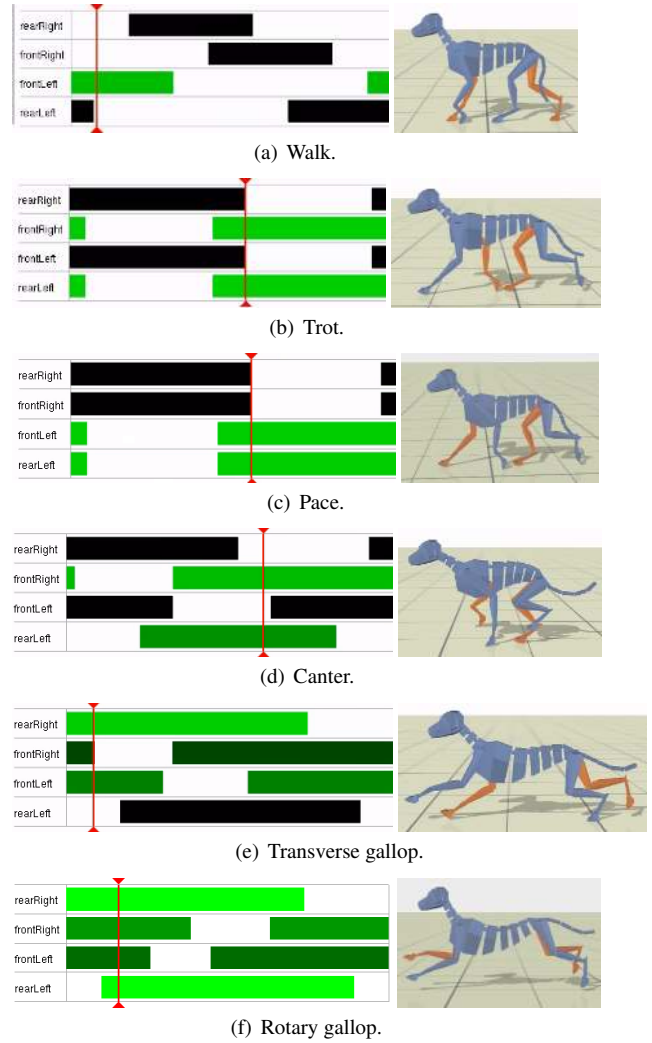 rearRight
frontRight
frontLeft
rearLeft
(a) Walk.
rearRight
frontRight
frontLeft
rearLeft
(b) Trot.
rearRight
frontRight
frontLeft
rearLeft
(c) Pace.
rearRight
frontRight
frontLeft
rearLeft
(d) Canter.
rearRight
frontRight
frontLeft
rearLeft
(e) Transverse gallop.
rearRight
frontRight
frontLeft
rearLeft
(f) Rotary gallop.